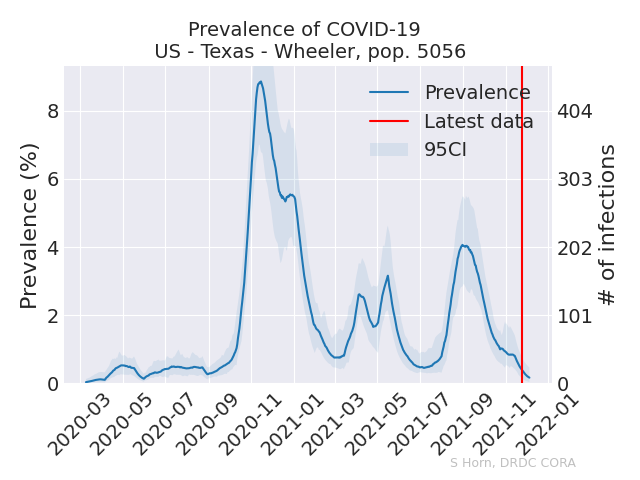 Prevalence of COVID-19
US - Texas - Wheeler, pop. 5056
Prevalence
Latest data
95CI
Prevalence (%)
8
6
4
2
0
# of infections
404
303
202
101
0
2020-03
2020-05
2020-07
2020-09
2020-11
2021-01
2021-03
2021-05
2021-07
2021-09
2021-11
2022-01
S Horn, DRDC CORA